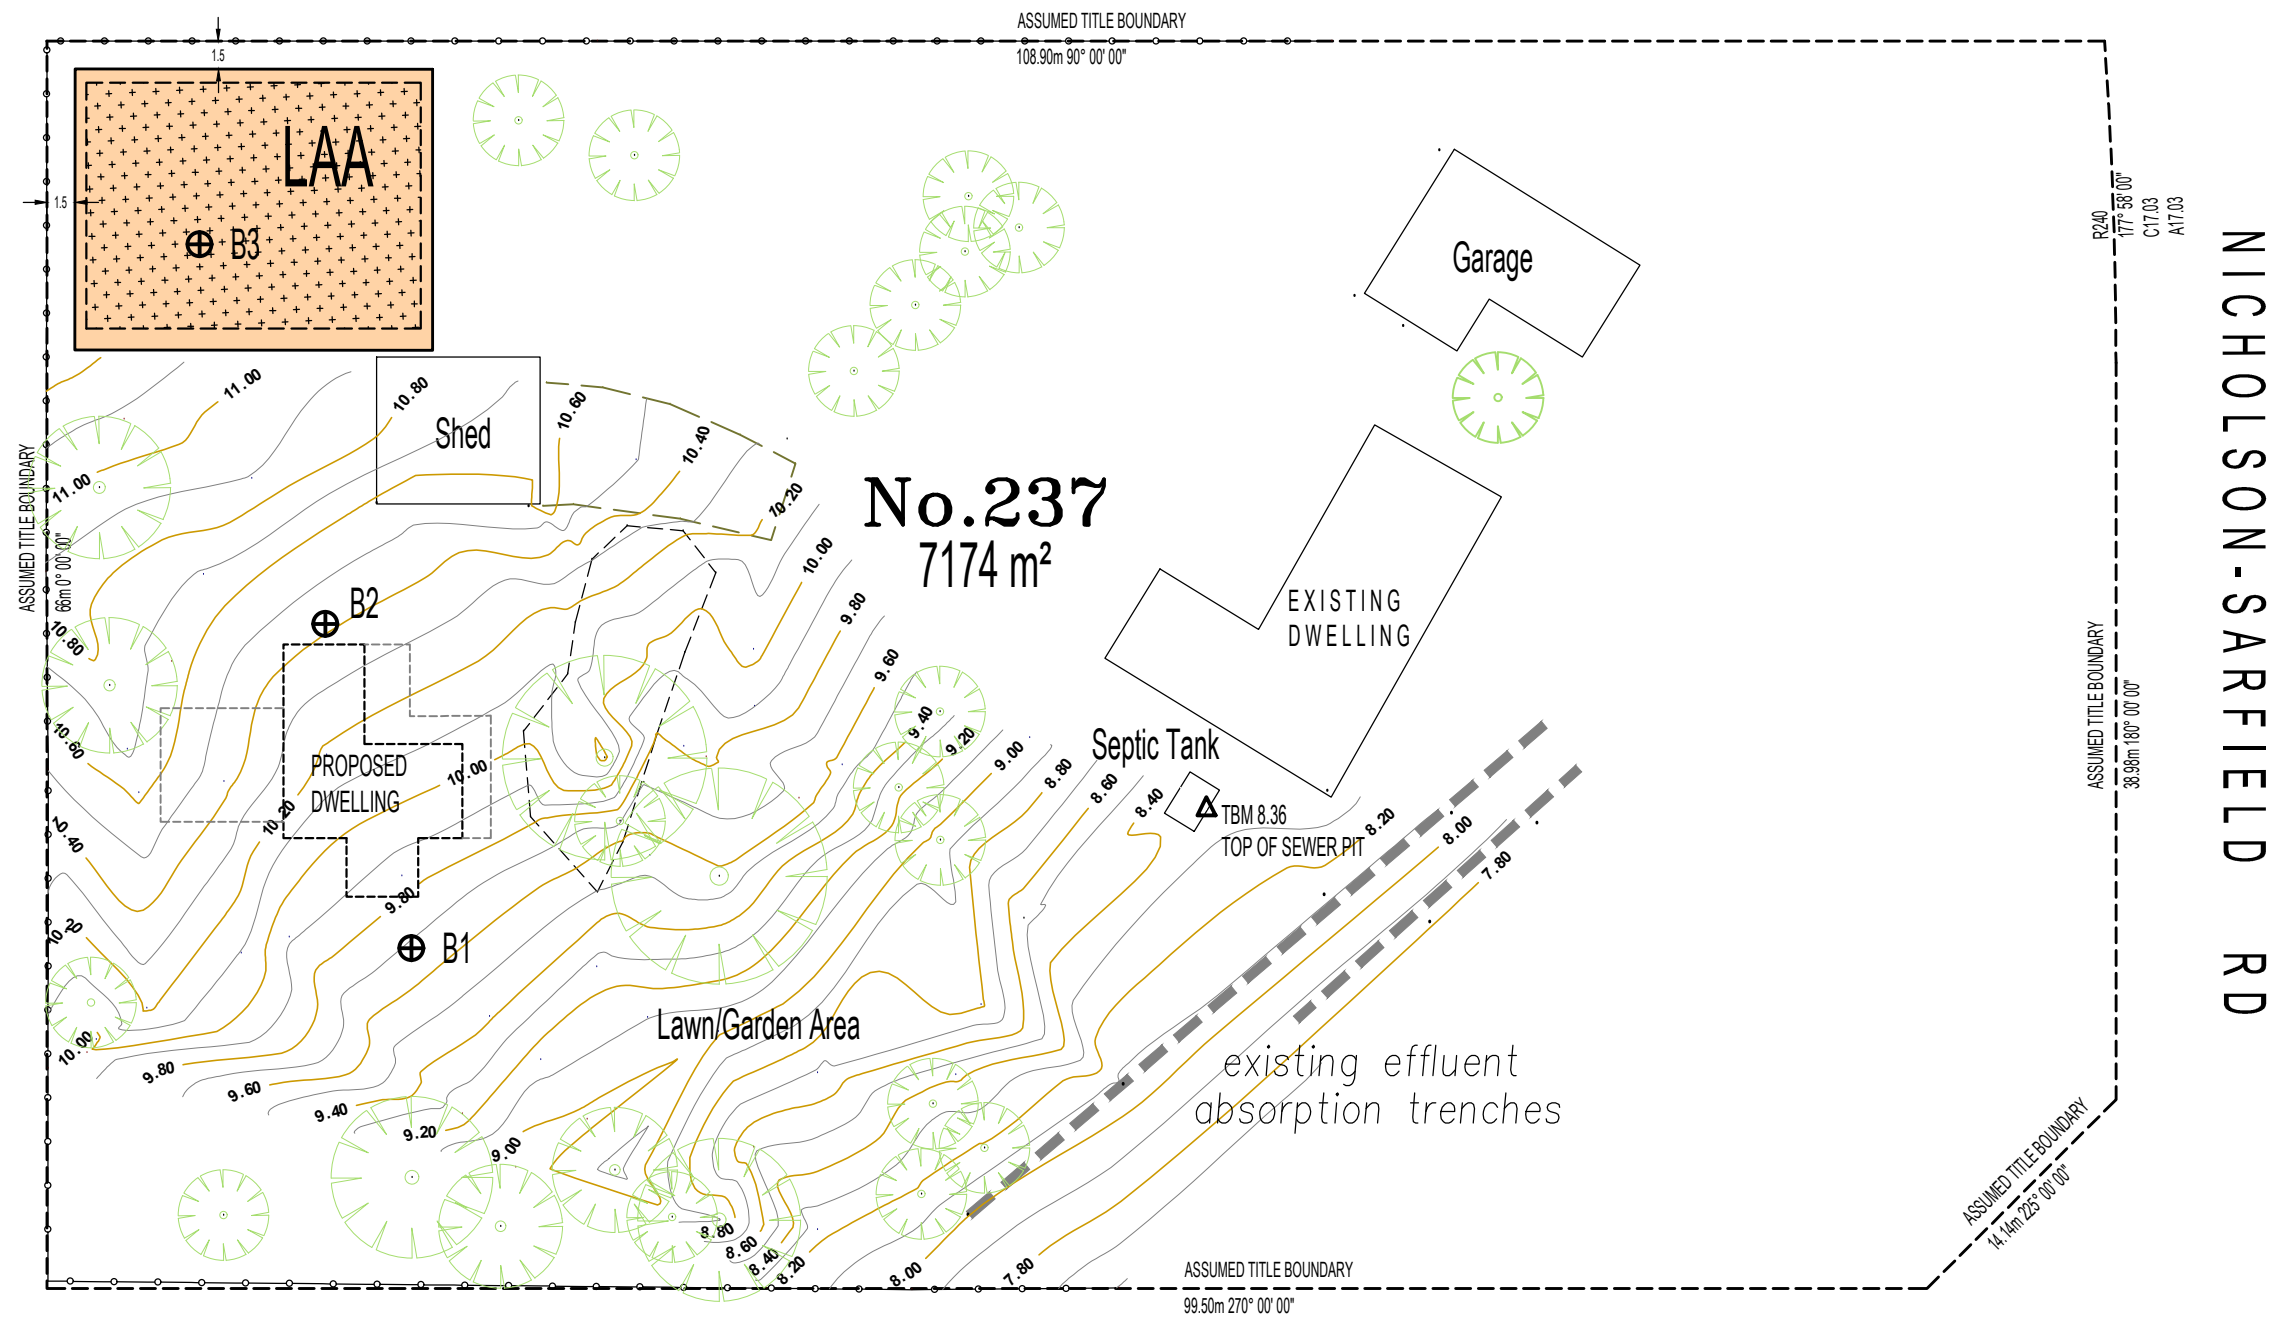 ASSUMED TITLE BOUNDARY
108.90m 90° 00' 00"
1.5
LAA
1.5
B3
Garage
R240
177° 58' 00"
C17.03
A17.03
NICHOLSON-SARFIELD RD
11.00
10.80
10.60
10.40
Shed
10.20
11.00
No.237
7174 m²
ASSUMED TITLE BOUNDARY
66m 0° 00' 00"
10.00
9.80
9.60
B2
EXISTING
DWELLING
10.80
10.60
10.40
10.20
10.00
9.40
9.20
9.00
8.80
8.60
8.40
Septic Tank
PROPOSED
DWELLING
10.00
10.20
9.80
TBM 8.36
TOP OF SEWER PIT
8.20
8.00
7.80
ASSUMED TITLE BOUNDARY
38.98m 180° 00' 00"
B1
10.20
Lawn/Garden Area
existing effluent
absorption trenches
9.80
9.60
9.40
9.20
9.00
8.80
8.60
8.40
8.20
8.00
7.80
ASSUMED TITLE BOUNDARY
14.14m 225° 00' 00"
ASSUMED TITLE BOUNDARY
99.50m 270° 00' 00"